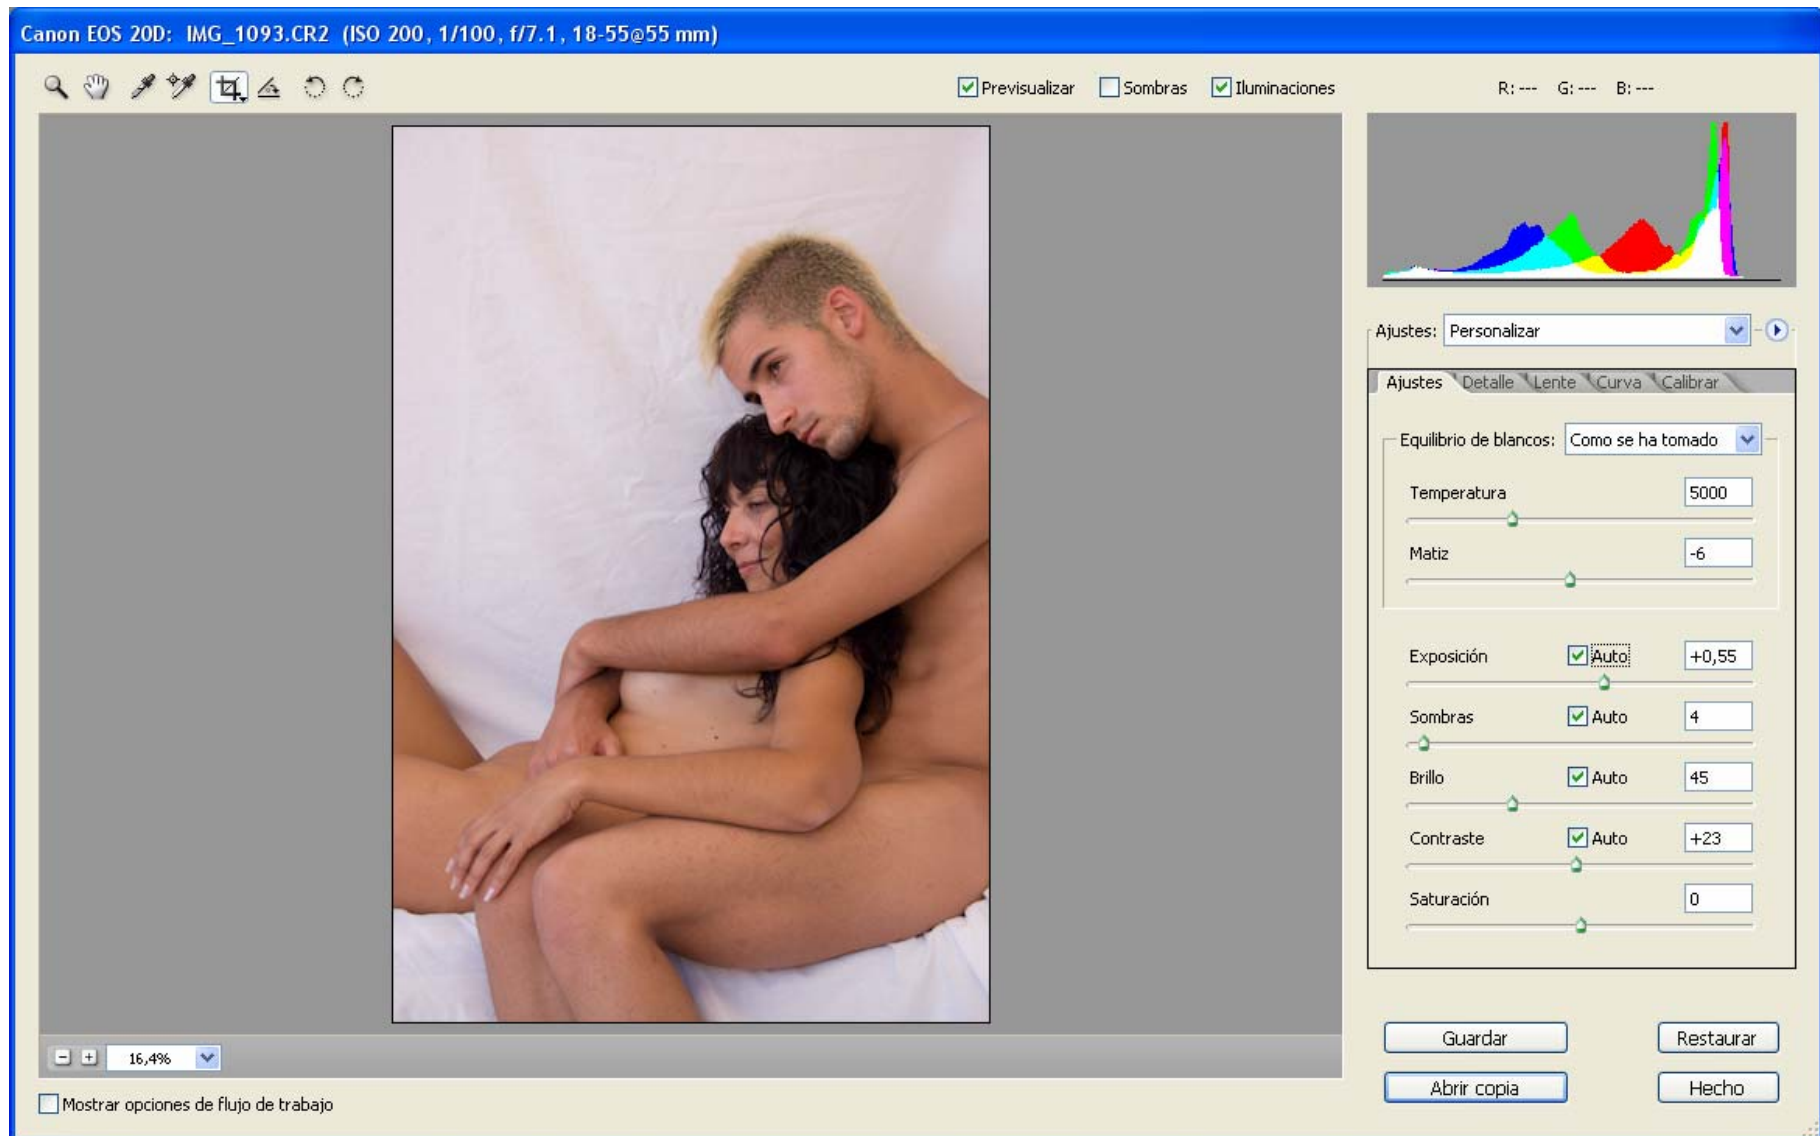 Canon EOS 20D: IMG_1093.CR2 (ISO 200, 1/100, f/7.1, 18-55@55 mm)
Previsualizar Sombras Iluminaciones R: --- G: --- B: ---
Ajustes: Personalizar
Ajustes Detalle Lente Curva Calibrar
Equilibrio de blancos: Como se ha tomado
Temperatura 5000
Matiz -6
Exposición Auto +0,55
Sombras Auto 4
Brillo Auto 45
Contraste Auto +23
Saturación 0
Guardar Restaurar
16,4%
Abrir copia Hecho
Mostrar opciones de flujo de trabajo